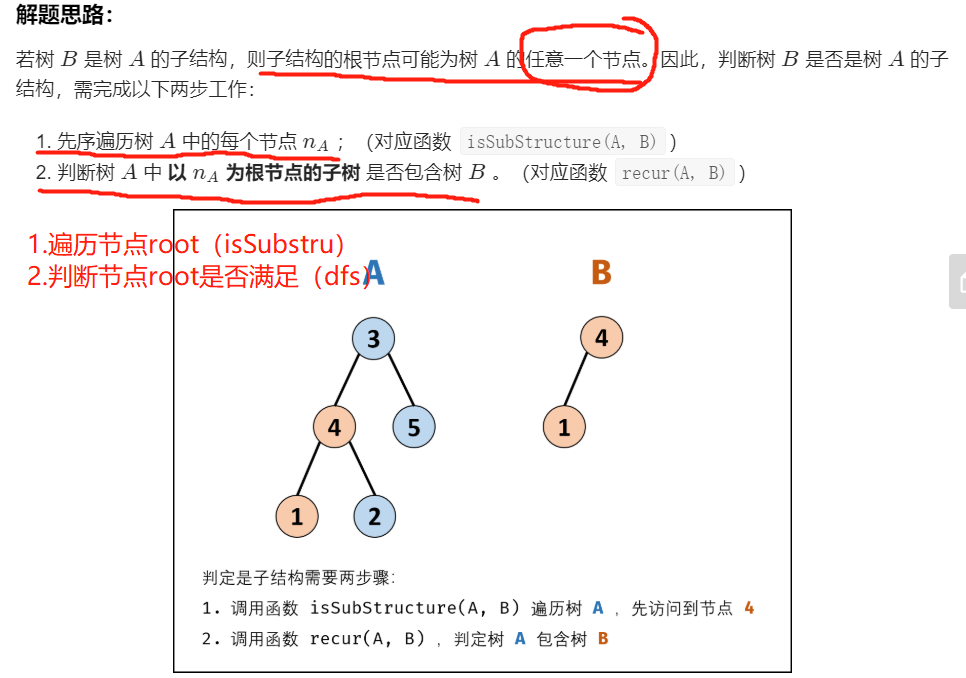 解题思路：
若树 B 是树 A 的子结构，则子结构的根节点可能为树 A 的任意一个节点。因此，判断树 B 是否是树 A 的子
结构，需完成以下两步工作：
1. 先序遍历树 A 中的每个节点 n_A ；（对应函数 isSubStructure(A, B) ）
2. 判断树 A 中 以 n_A 为根节点的子树 是否包含树 B 。（对应函数 recur(A, B) ）
1.遍历节点root（isSubstru）
2.判断节点root是否满足（dfs）
A B
3 4
4 5 1
1 2
判定是子结构需要两步骤:
1. 调用函数 isSubStructure(A, B) 遍历树 A , 先访问到节点 4
2. 调用函数 recur(A, B) , 判定树 A 包含树 B